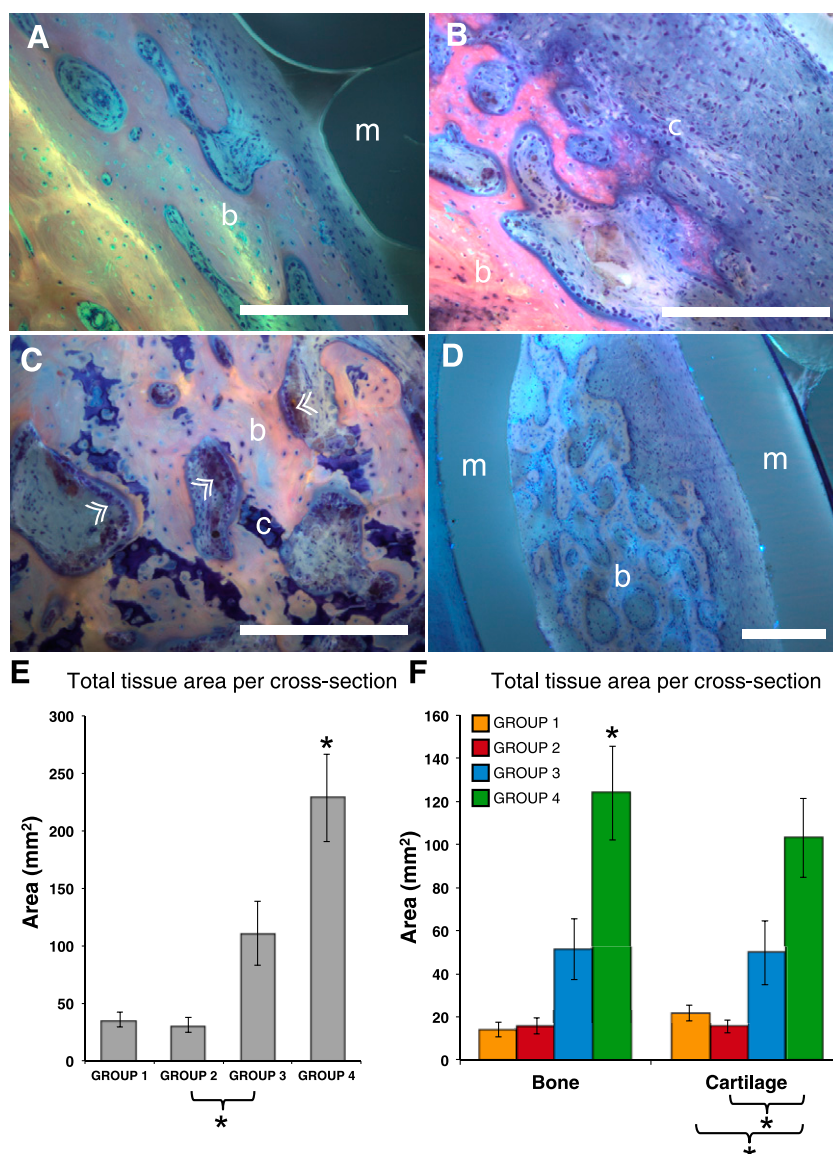 A
m
b
B
c
b
C
b
c
D
m
m
b
E
Total tissue area per cross-section
Area (mm²)
300
250
200
150
100
50
0
GROUP 1 GROUP 2 GROUP 3 GROUP 4
*
*
F
Total tissue area per cross-section
Area (mm²)
160
140
120
100
80
60
40
20
0
GROUP 1
GROUP 2
GROUP 3
GROUP 4
*
Bone Cartilage
*
*